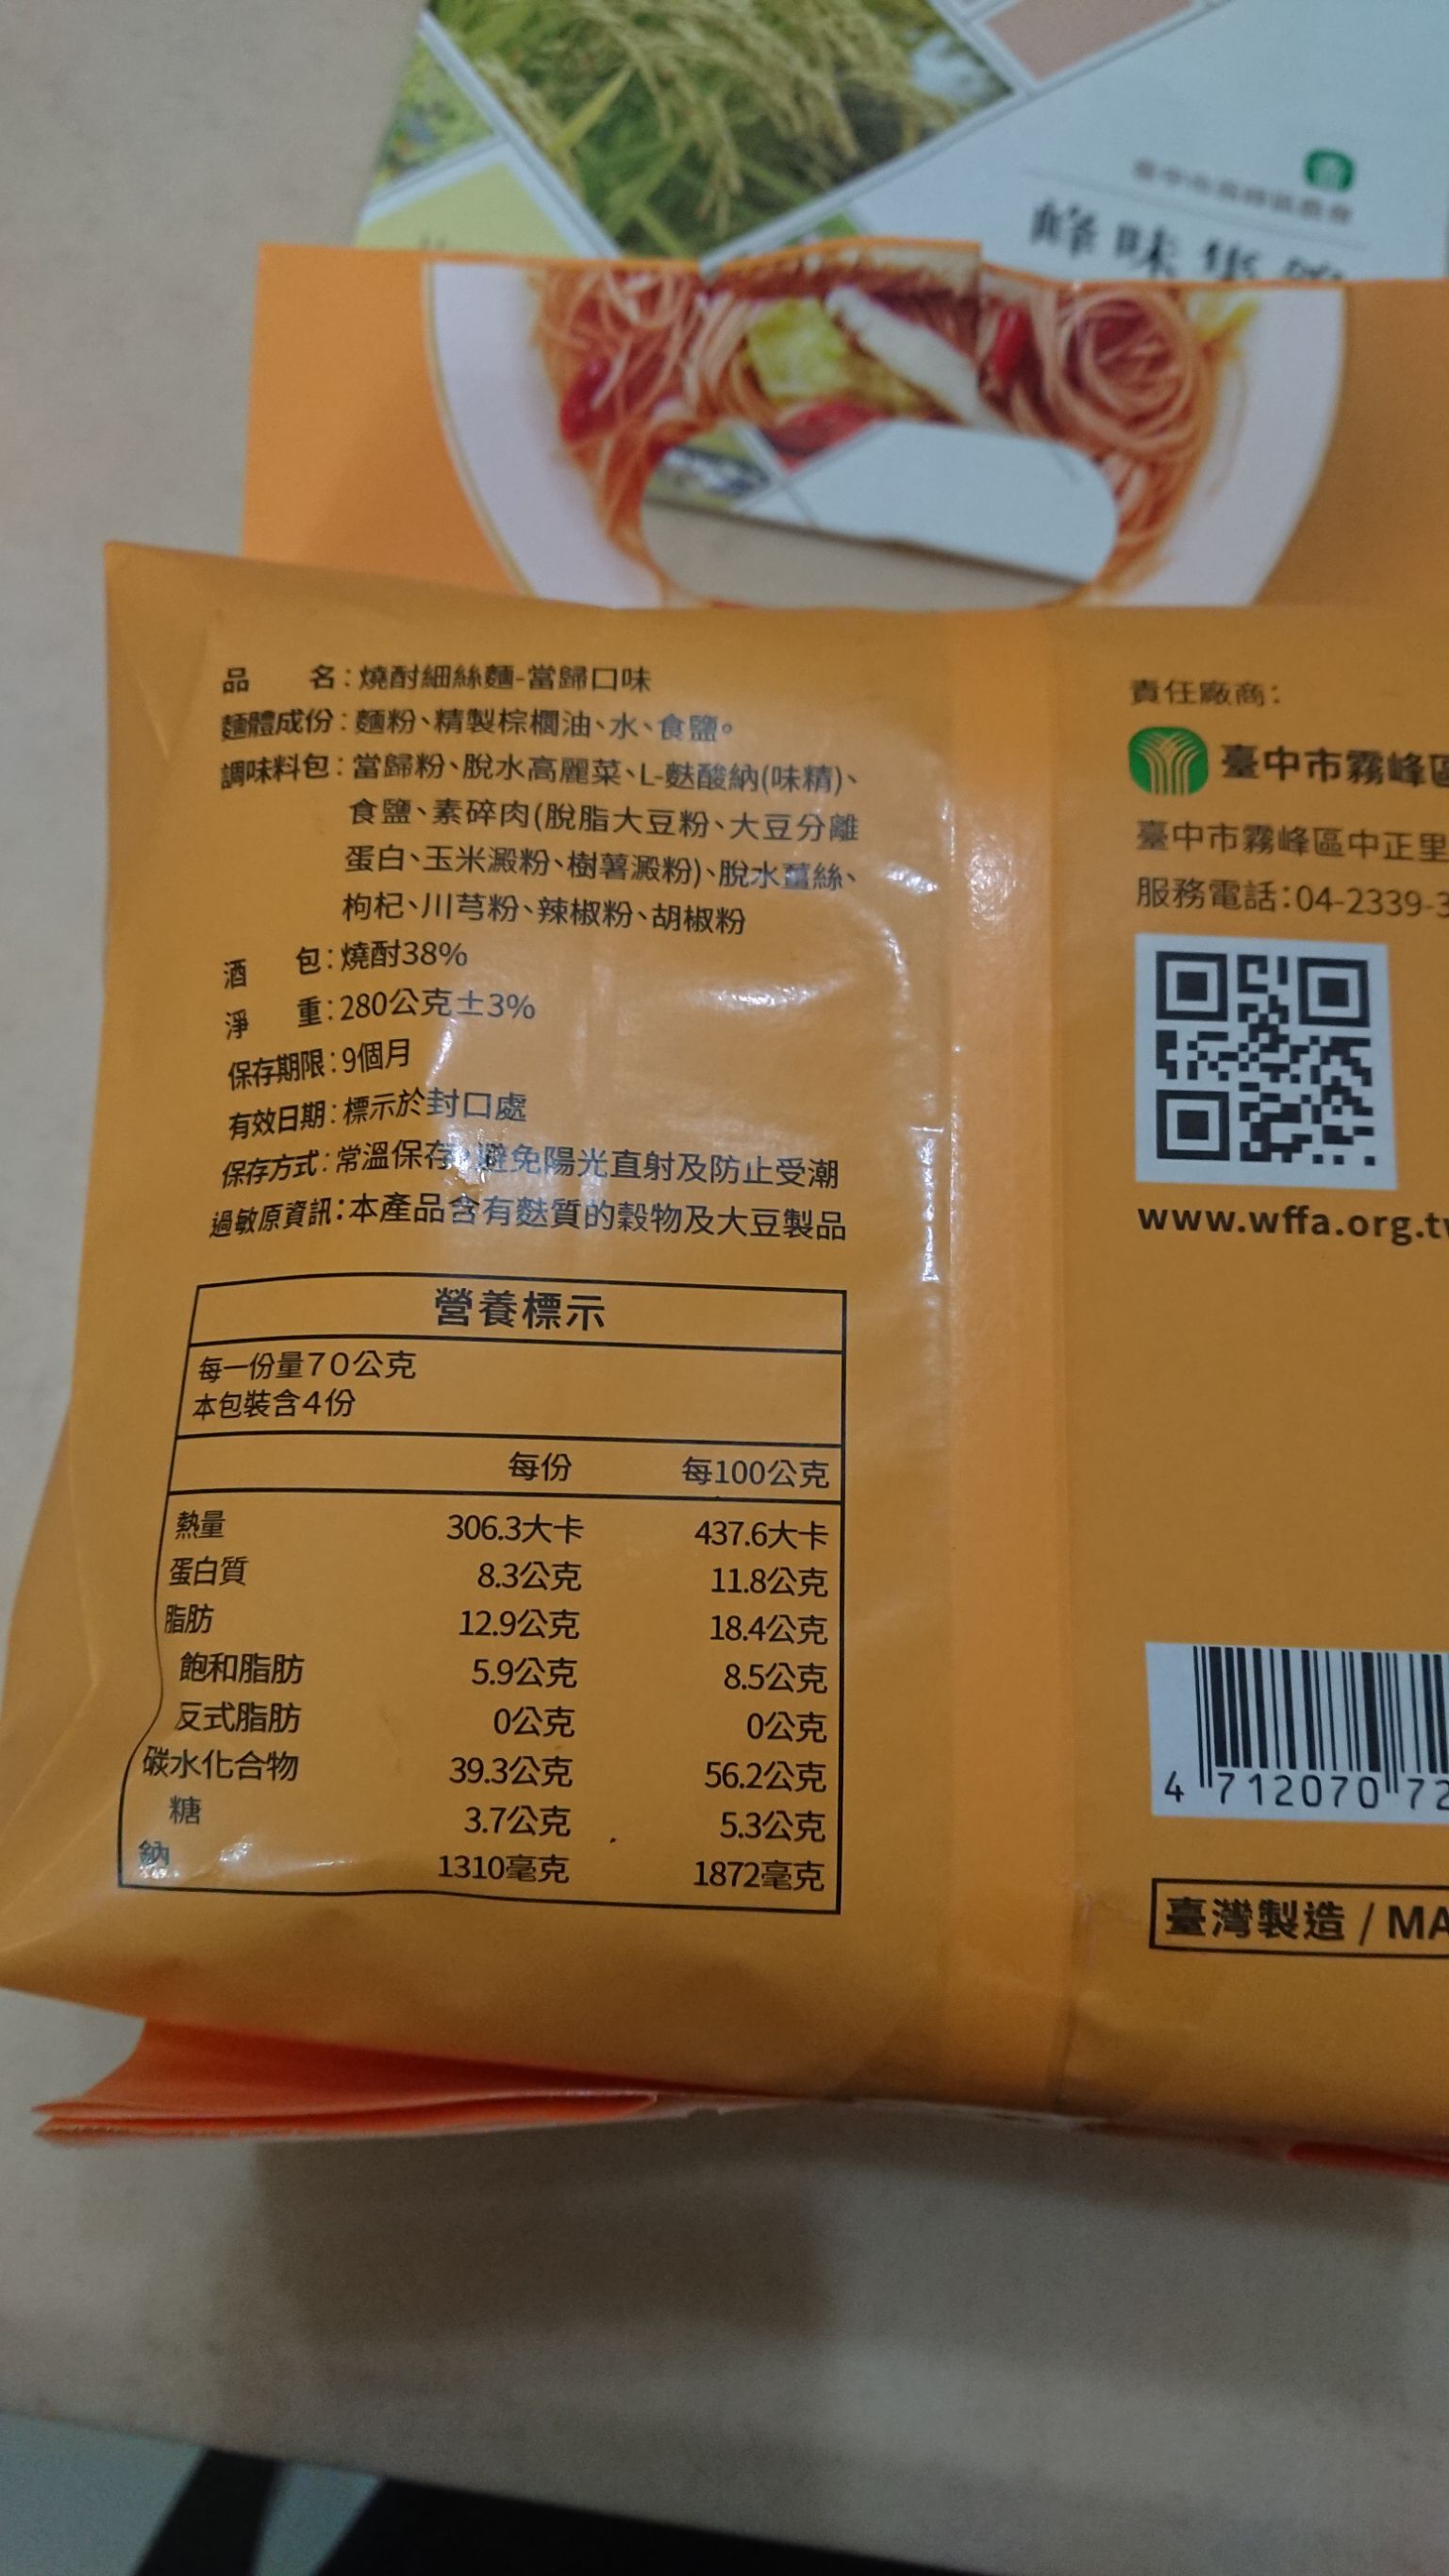 峰味集
品　　名：燒酎細絲麵-當歸口味
麵體成份：麵粉、精製棕櫚油、水、食鹽。
調味料包：當歸粉、脫水高麗菜、L-麩酸納(味精)、
食鹽、素碎肉(脫脂大豆粉、大豆分離
蛋白、玉米澱粉、樹薯澱粉)、脫水薑絲、
枸杞、川芎粉、辣椒粉、胡椒粉
酒　　包：燒酎38%
淨　　重：280公克±3%
保存期限：9個月
有效日期：標示於封口處
保存方式：常溫保存，避免陽光直射及防止受潮
過敏原資訊：本產品含有麩質的穀物及大豆製品
營養標示
每一份量70公克
本包裝含4份
每份 每100公克
熱量 306.3大卡 437.6大卡
蛋白質 8.3公克 11.8公克
脂肪 12.9公克 18.4公克
飽和脂肪 5.9公克 8.5公克
反式脂肪 0公克 0公克
碳水化合物 39.3公克 56.2公克
糖 3.7公克 5.3公克
鈉 1310毫克 1872毫克
責任廠商：
臺中市霧峰區
臺中市霧峰區中正里
服務電話：04-2339-3
www.wffa.org.tw
4 712070 72
臺灣製造 / MA